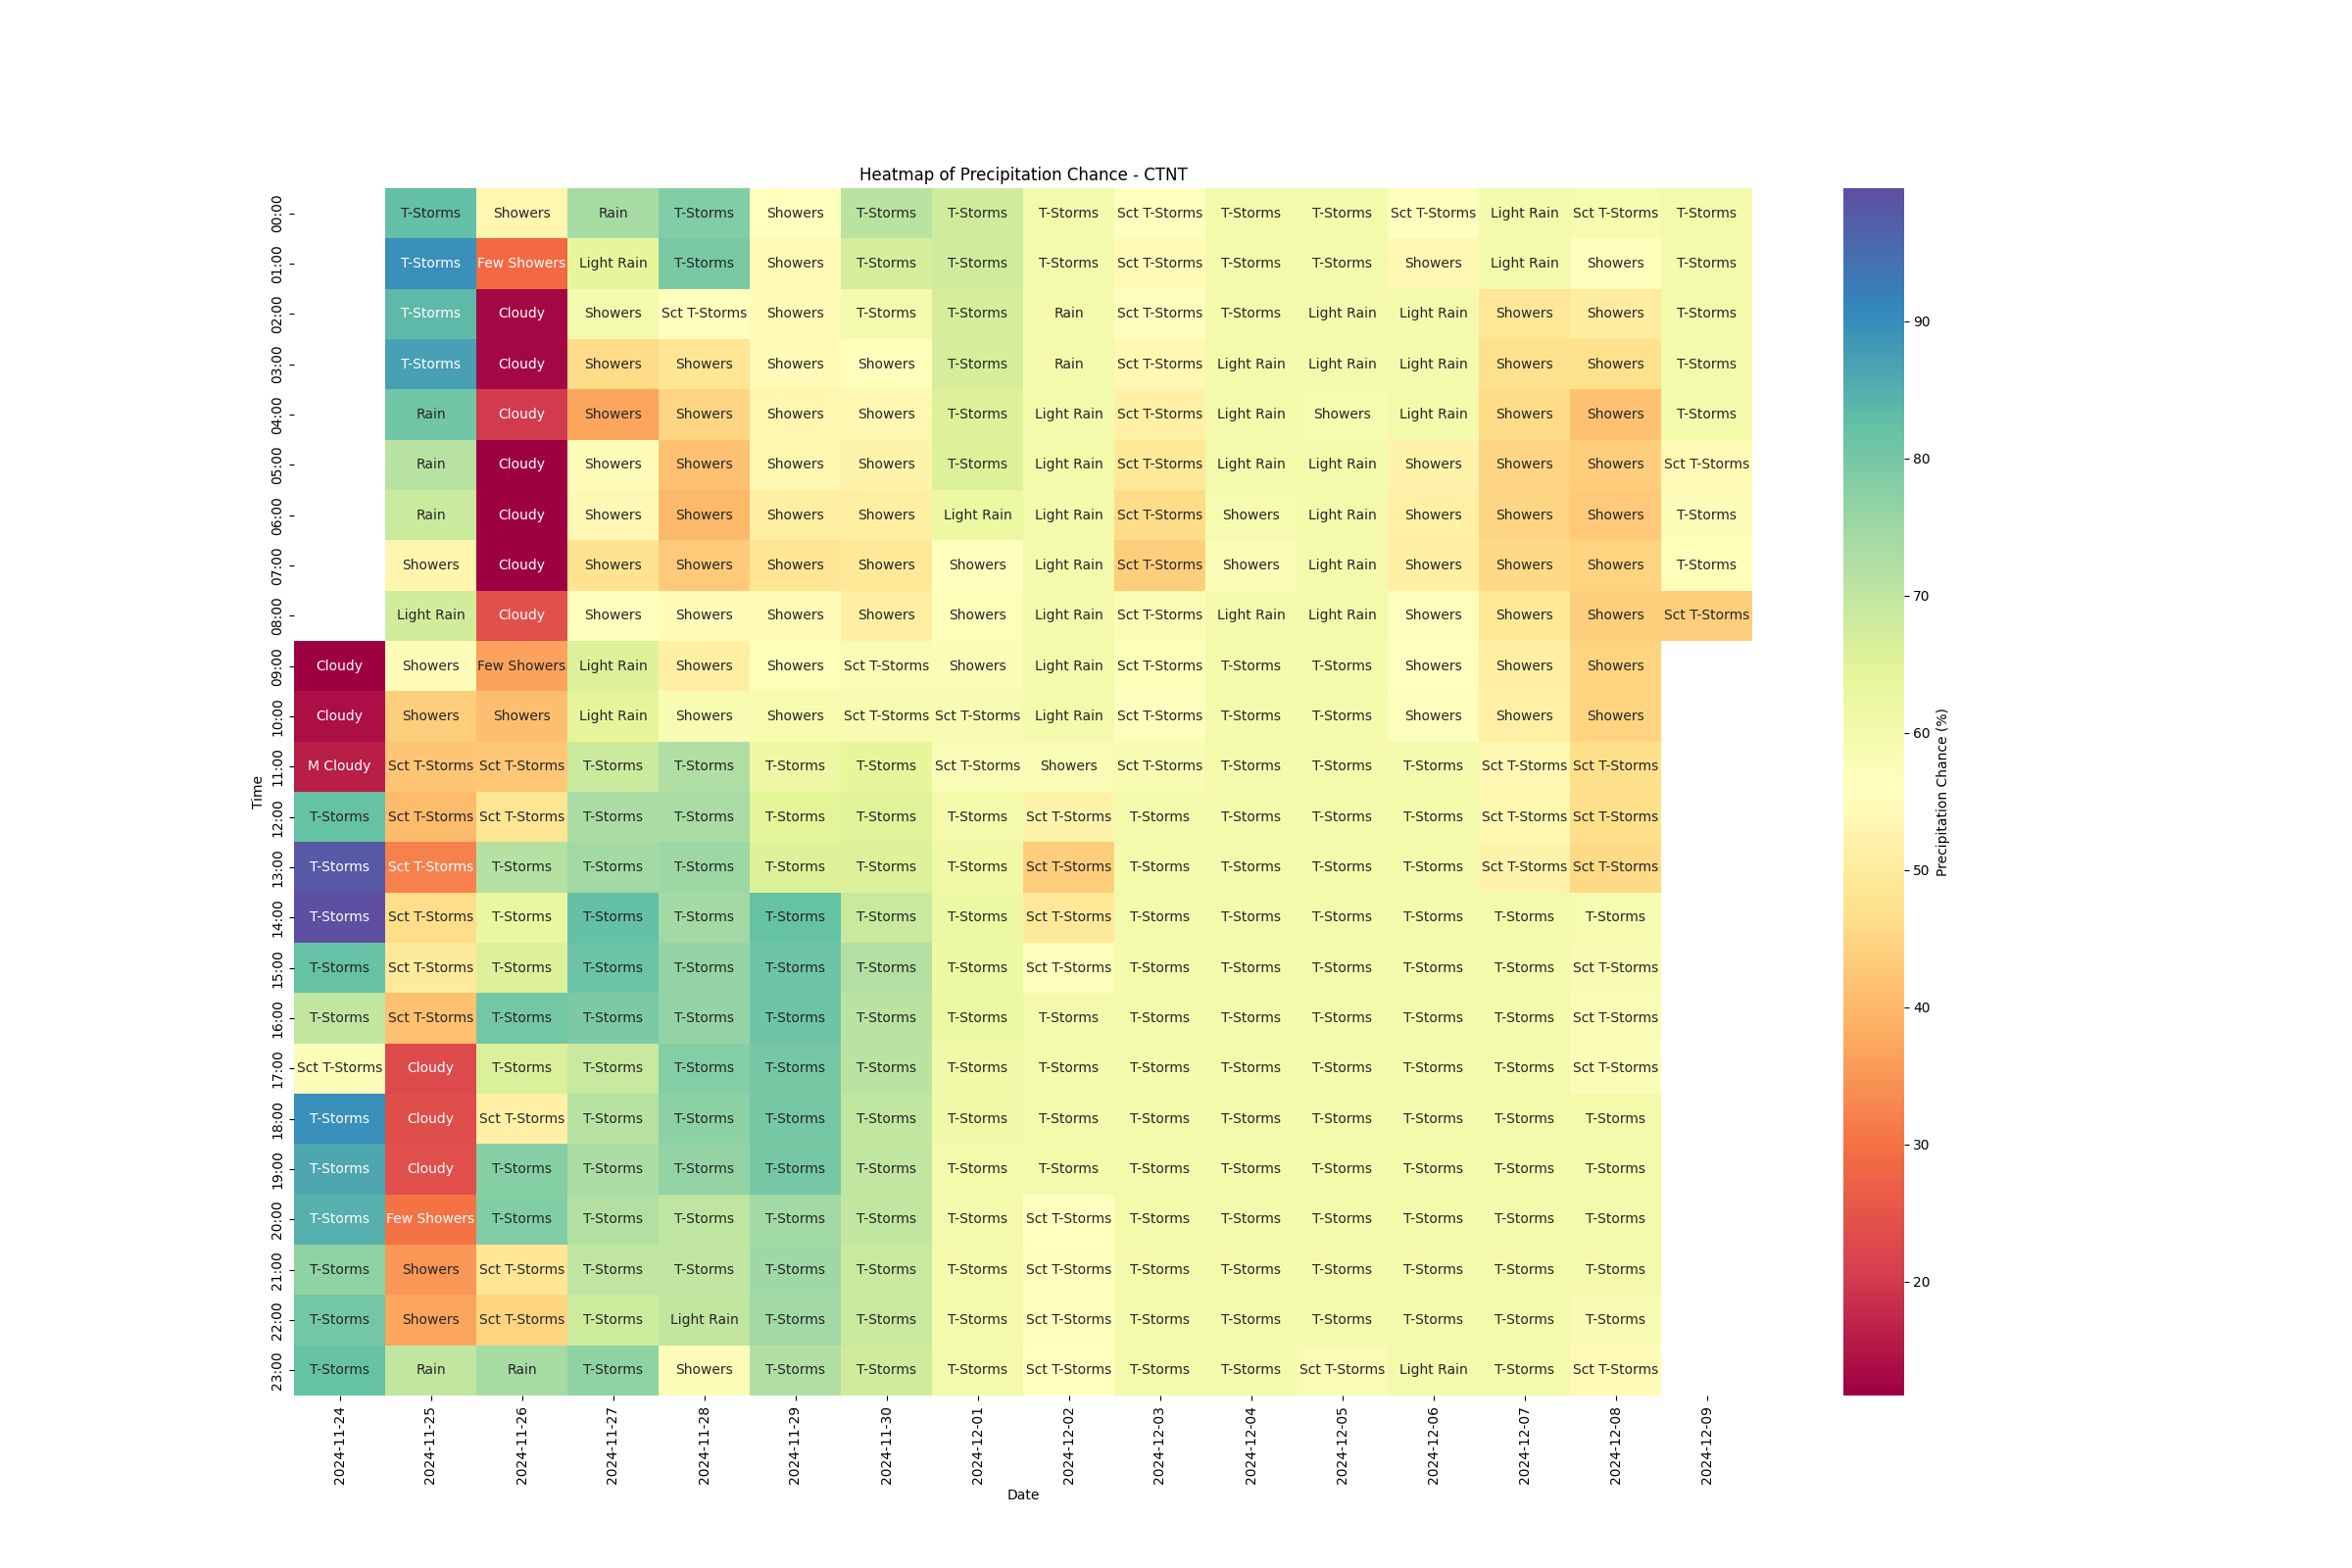 Heatmap of Precipitation Chance - CTNT
00:00 T-Storms Showers Rain T-Storms Showers T-Storms T-Storms T-Storms Sct T-Storms T-Storms T-Storms Sct T-Storms Light Rain Sct T-Storms T-Storms
01:00 T-Storms Few Showers Light Rain T-Storms Showers T-Storms T-Storms T-Storms Sct T-Storms T-Storms T-Storms Showers Light Rain Showers T-Storms
02:00 T-Storms Cloudy Showers Sct T-Storms Showers T-Storms T-Storms Rain Sct T-Storms T-Storms Light Rain Light Rain Showers Showers T-Storms
03:00 T-Storms Cloudy Showers Showers Showers Showers T-Storms Rain Sct T-Storms Light Rain Light Rain Light Rain Showers Showers T-Storms
04:00 Rain Cloudy Showers Showers Showers Showers T-Storms Light Rain Sct T-Storms Light Rain Showers Light Rain Showers Showers T-Storms
05:00 Rain Cloudy Showers Showers Showers Showers T-Storms Light Rain Sct T-Storms Light Rain Light Rain Showers Showers Showers Sct T-Storms
06:00 Rain Cloudy Showers Showers Showers Showers Light Rain Light Rain Sct T-Storms Showers Light Rain Showers Showers Showers T-Storms
07:00 Showers Cloudy Showers Showers Showers Showers Showers Light Rain Sct T-Storms Showers Light Rain Showers Showers Showers T-Storms
08:00 Light Rain Cloudy Showers Showers Showers Showers Showers Light Rain Sct T-Storms Light Rain Light Rain Showers Showers Showers Sct T-Storms
09:00 Cloudy Showers Few Showers Light Rain Showers Showers Sct T-Storms Showers Light Rain Sct T-Storms T-Storms T-Storms Showers Showers Showers
10:00 Cloudy Showers Showers Light Rain Showers Showers Sct T-Storms Sct T-Storms Light Rain Sct T-Storms T-Storms T-Storms Showers Showers Showers
11:00 M Cloudy Sct T-Storms Sct T-Storms T-Storms T-Storms T-Storms T-Storms Sct T-Storms Showers Sct T-Storms T-Storms T-Storms T-Storms Sct T-Storms Sct T-Storms
12:00 T-Storms Sct T-Storms Sct T-Storms T-Storms T-Storms T-Storms T-Storms T-Storms Sct T-Storms T-Storms T-Storms T-Storms T-Storms Sct T-Storms Sct T-Storms
13:00 T-Storms Sct T-Storms T-Storms T-Storms T-Storms T-Storms T-Storms T-Storms Sct T-Storms T-Storms T-Storms T-Storms T-Storms Sct T-Storms Sct T-Storms
14:00 T-Storms Sct T-Storms T-Storms T-Storms T-Storms T-Storms T-Storms T-Storms Sct T-Storms T-Storms T-Storms T-Storms T-Storms T-Storms T-Storms
15:00 T-Storms Sct T-Storms T-Storms T-Storms T-Storms T-Storms T-Storms T-Storms Sct T-Storms T-Storms T-Storms T-Storms T-Storms T-Storms Sct T-Storms
16:00 T-Storms Sct T-Storms T-Storms T-Storms T-Storms T-Storms T-Storms T-Storms T-Storms T-Storms T-Storms T-Storms T-Storms T-Storms Sct T-Storms
17:00 Sct T-Storms Cloudy T-Storms T-Storms T-Storms T-Storms T-Storms T-Storms T-Storms T-Storms T-Storms T-Storms T-Storms T-Storms Sct T-Storms
18:00 T-Storms Cloudy Sct T-Storms T-Storms T-Storms T-Storms T-Storms T-Storms T-Storms T-Storms T-Storms T-Storms T-Storms T-Storms T-Storms
19:00 T-Storms Cloudy T-Storms T-Storms T-Storms T-Storms T-Storms T-Storms T-Storms T-Storms T-Storms T-Storms T-Storms T-Storms T-Storms
20:00 T-Storms Few Showers T-Storms T-Storms T-Storms T-Storms T-Storms T-Storms Sct T-Storms T-Storms T-Storms T-Storms T-Storms T-Storms T-Storms
21:00 T-Storms Showers Sct T-Storms T-Storms T-Storms T-Storms T-Storms T-Storms Sct T-Storms T-Storms T-Storms T-Storms T-Storms T-Storms T-Storms
22:00 T-Storms Showers Sct T-Storms T-Storms Light Rain T-Storms T-Storms T-Storms Sct T-Storms T-Storms T-Storms T-Storms T-Storms T-Storms T-Storms
23:00 T-Storms Rain Rain T-Storms Showers T-Storms T-Storms T-Storms Sct T-Storms T-Storms T-Storms Sct T-Storms Light Rain T-Storms Sct T-Storms
Time
2024-11-24 2024-11-25 2024-11-26 2024-11-27 2024-11-28 2024-11-29 2024-11-30 2024-12-01 2024-12-02 2024-12-03 2024-12-04 2024-12-05 2024-12-06 2024-12-07 2024-12-08 2024-12-09
Date
90
80
70
60
50
40
30
20
Precipitation Chance (%)